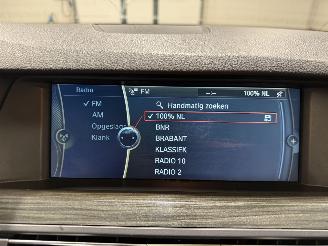 Radio
FM
--:--
100% NL
FM
AM
Opgeslag
Klank
Handmatig zoeken
100% NL
BNR
BRABANT
KLASSIEK
RADIO 10
RADIO 2